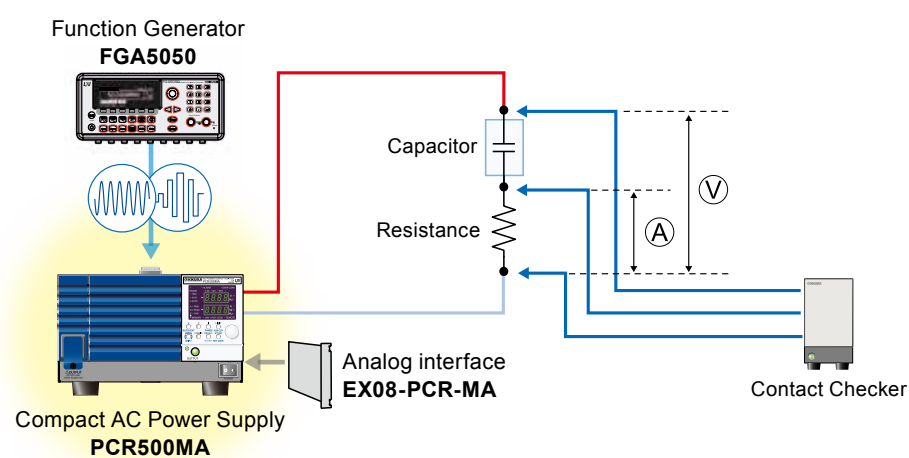 Function Generator
FGA5050
Capacitor
Resistance
V
A
Analog interface
EX08-PCR-MA
Contact Checker
Compact AC Power Supply
PCR500MA